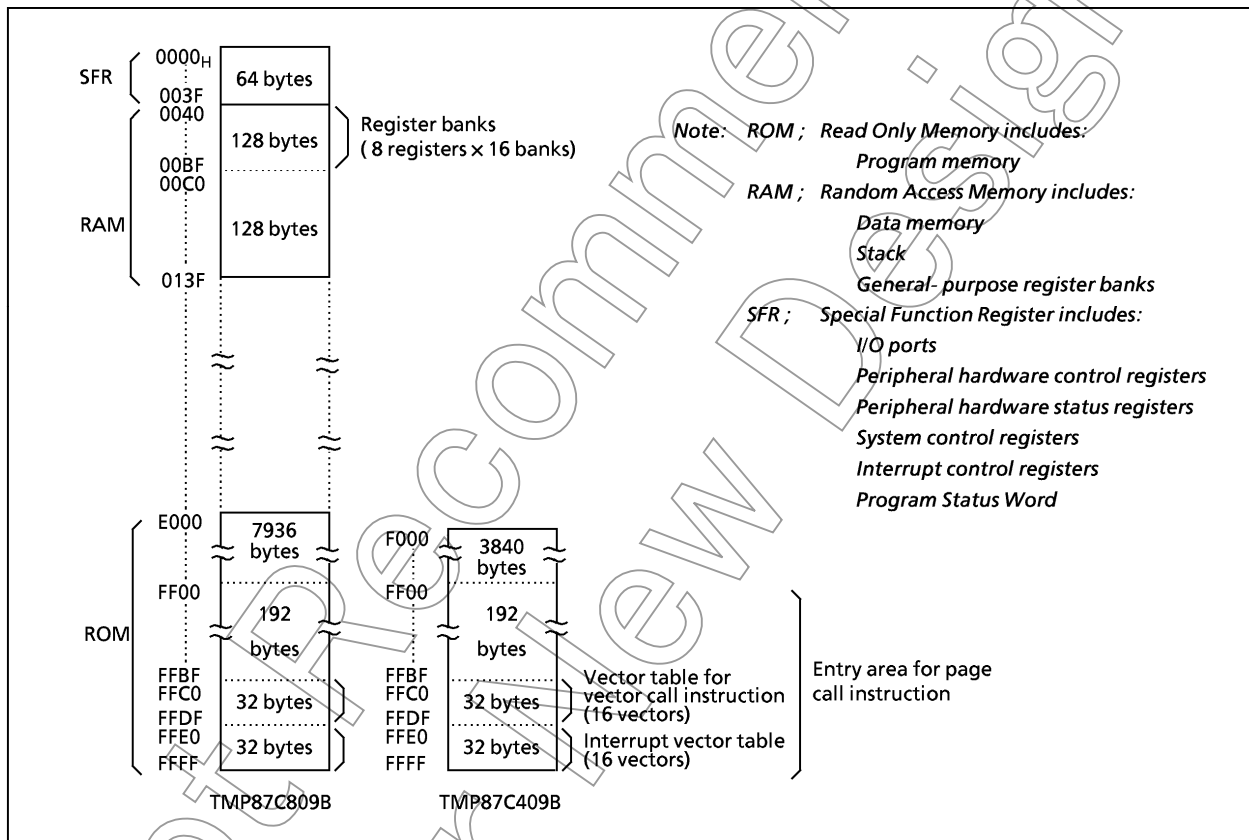 SFR
0000H
003F
64 bytes
RAM
0040
00BF
00C0
013F
128 bytes
128 bytes
Register banks
( 8 registers × 16 banks)
Note: ROM ; Read Only Memory includes:
Program memory
RAM ; Random Access Memory includes:
Data memory
Stack
General- purpose register banks
SFR ; Special Function Register includes:
I/O ports
Peripheral hardware control registers
Peripheral hardware status registers
System control registers
Interrupt control registers
Program Status Word
ROM
E000
FF00
FFBF
FFC0
FFDF
FFE0
FFFF
7936
bytes
192
bytes
32 bytes
32 bytes
TMP87C809B
F000
FF00
FFBF
FFC0
FFDF
FFE0
FFFF
3840
bytes
192
bytes
32 bytes
32 bytes
TMP87C409B
Vector table for
vector call instruction
(16 vectors)
Interrupt vector table
(16 vectors)
Entry area for page
call instruction
ot Recommen
r New Design